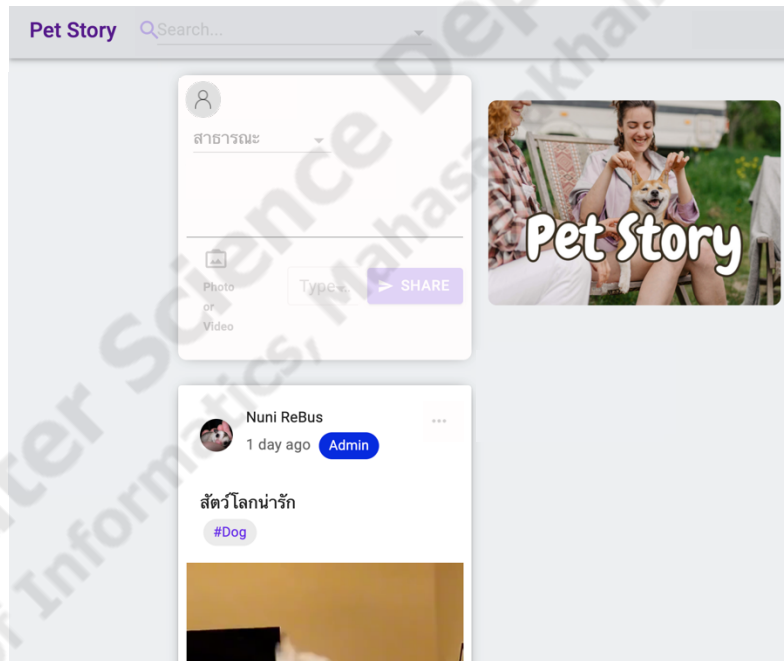 Pet Story
Search...
สาธารณะ
Pet Story
Photo
or
Video
Type
SHARE
Nuni ReBus
1 day ago
Admin
สัตว์โลกน่ารัก
#Dog